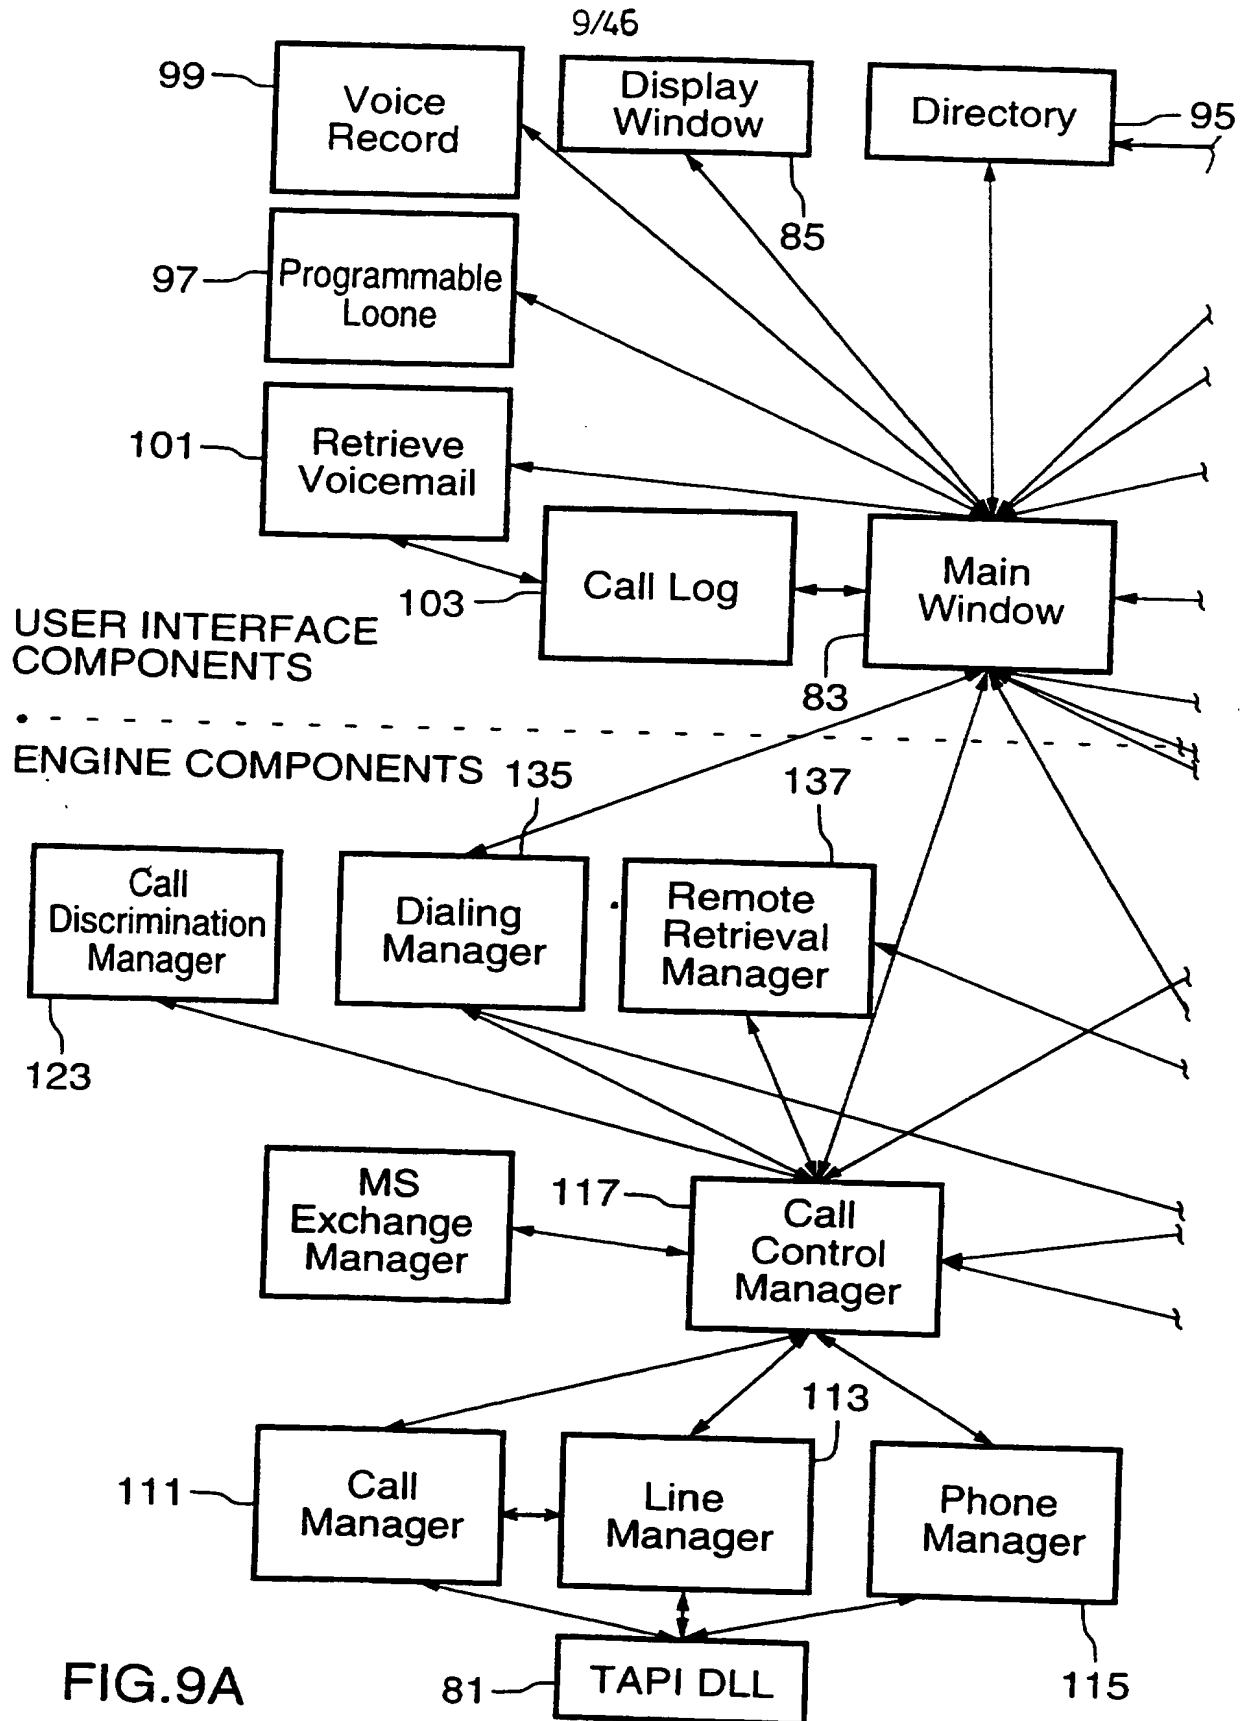 9/46
99
Voice
Record
Display
Window
85
Directory
95
97
Programmable
Loone
101
Retrieve
Voicemail
103
Call Log
Main
Window
83
USER INTERFACE
COMPONENTS
ENGINE COMPONENTS
135
137
Call
Discrimination
Manager
123
Dialing
Manager
Remote
Retrieval
Manager
MS
Exchange
Manager
117
Call
Control
Manager
113
111
Call
Manager
Line
Manager
Phone
Manager
115
81
TAPI DLL
FIG.9A